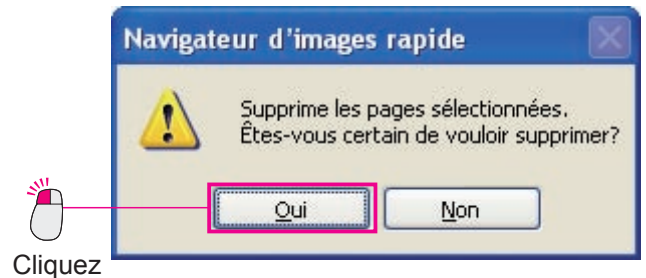 Navigateur d'images rapide
Supprime les pages sélectionnées.
Êtes-vous certain de vouloir supprimer?
Oui
Non
Cliquez